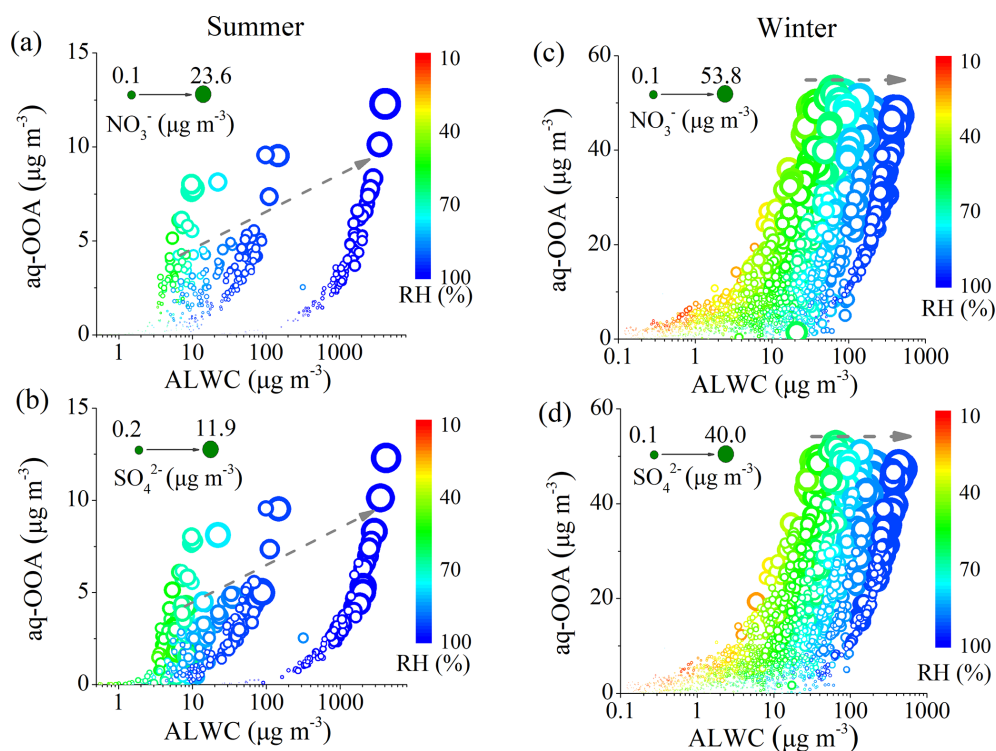 Summer
(a)
15
10
5
0
aq-OOA (μg m⁻³)
0.1 23.6
NO₃⁻ (μg m⁻³)
1 10 100 1000
ALWC (μg m⁻³)
10
40
70
100
RH (%)
(b)
15
10
5
0
aq-OOA (μg m⁻³)
0.2 11.9
SO₄²⁻ (μg m⁻³)
1 10 100 1000
ALWC (μg m⁻³)
10
40
70
100
RH (%)
Winter
(c)
60
40
20
0
aq-OOA (μg m⁻³)
0.1 53.8
NO₃⁻ (μg m⁻³)
0.1 1 10 100 1000
ALWC (μg m⁻³)
10
40
70
100
RH (%)
(d)
60
40
20
0
aq-OOA (μg m⁻³)
0.1 40.0
SO₄²⁻ (μg m⁻³)
0.1 1 10 100 1000
ALWC (μg m⁻³)
10
40
70
100
RH (%)